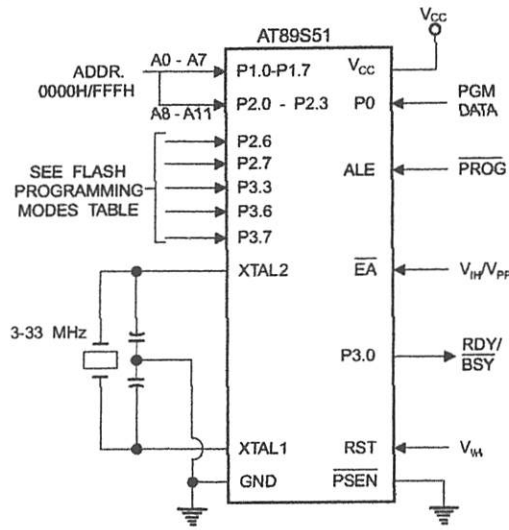 AT89S51
VCC
ADDR.
0000H/FFFH
A0 - A7
A8 - A11
P1.0-P1.7
P2.0 - P2.3
P2.6
P2.7
P3.3
P3.6
P3.7
SEE FLASH
PROGRAMMING
MODES TABLE
XTAL2
3-33 MHz
XTAL1
GND
VCC
P0
PGM
DATA
ALE
PROG
EA
VIH/VPP
P3.0
RDY/
BSY
RST
VIH
PSEN